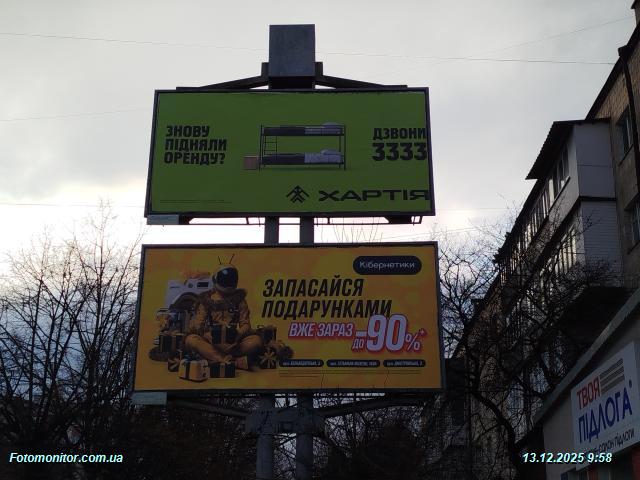 ЗНОВУ
ПІДНЯЛИ
ОРЕНДУ?
ДЗВОНИ
3333
ХАРТІЯ
Кібернетики
ЗАПАСАЙСЯ
ПОДАРУНКАМИ
ВЖЕ ЗАРАЗ ДО -90%*
ТВОЯ
ПІДЛОГА
Fotomonitor.com.ua
13.12.2025 9:58